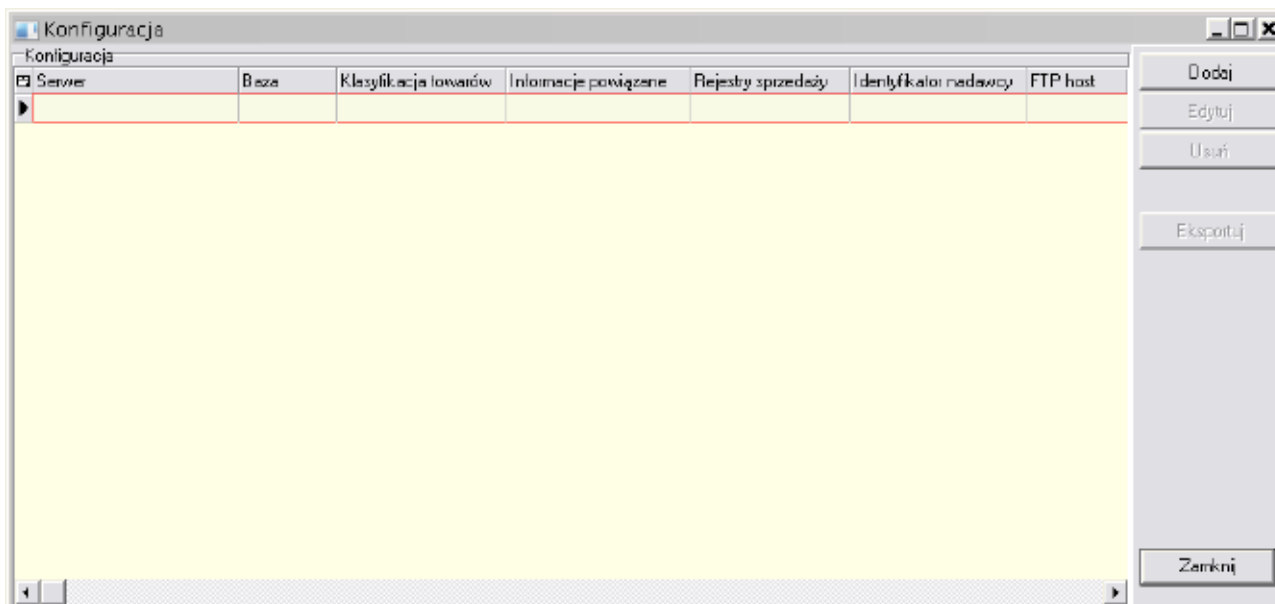 Konfiguracja
Konfiguracja
Serwer Baza Klasyfikacja towarów Informacje powiązane Rejestry sprzedaży Identyfikator nadawcy FTP host
Dodaj
Edytuj
Usuń
Eksportuj
Zamknij